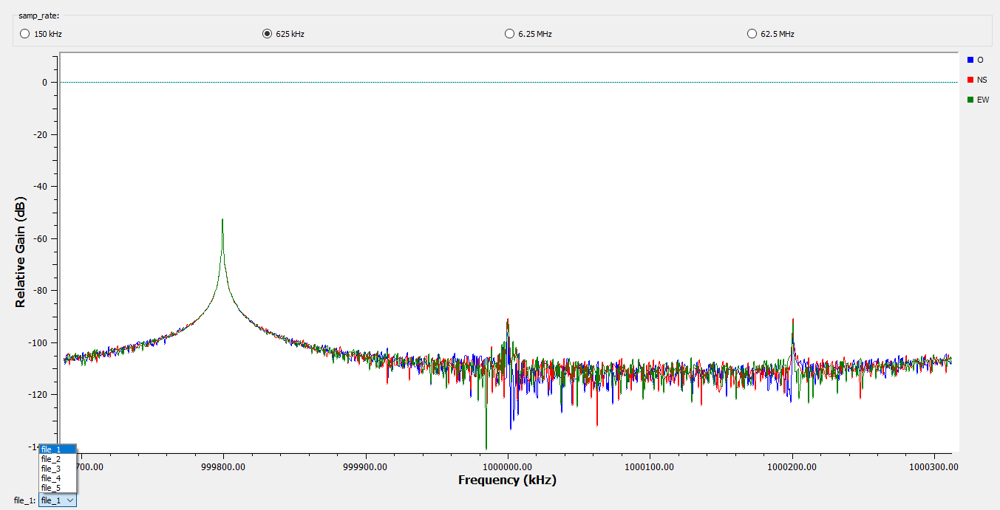 samp_rate:
150 kHz
625 kHz
6.25 MHz
62.5 MHz
O
NS
EW
0
-20
-40
-60
-80
-100
-120
Relative Gain (dB)
999800.00
999900.00
1000000.00
1000100.00
1000200.00
1000300.00
Frequency (kHz)
file_1
file_2
file_3
file_4
file_5
file_1:
file_1